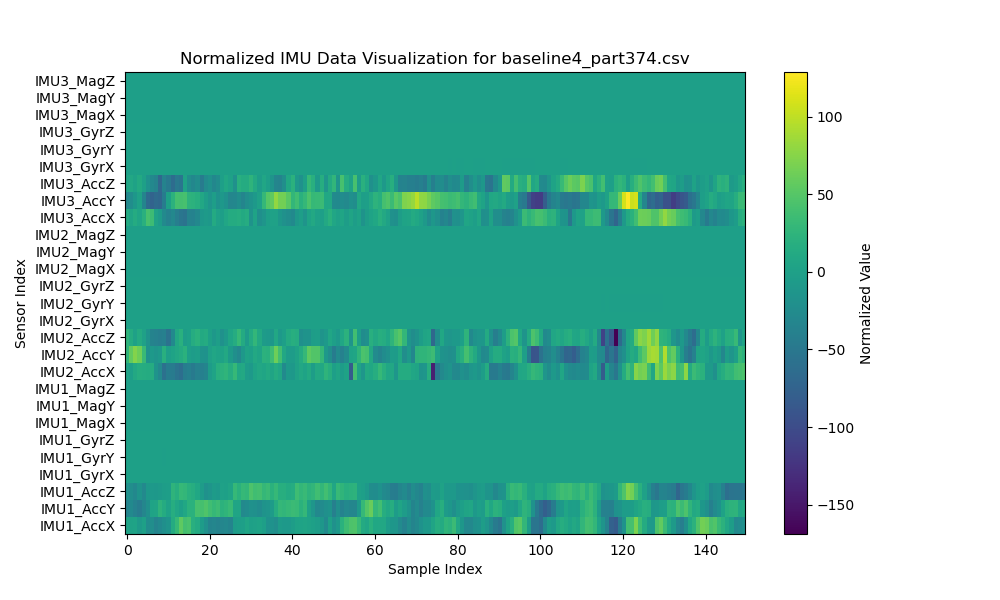 Normalized IMU Data Visualization for baseline4_part374.csv
IMU3_MagZ
IMU3_MagY
IMU3_MagX
IMU3_GyrZ
IMU3_GyrY
IMU3_GyrX
IMU3_AccZ
IMU3_AccY
IMU3_AccX
IMU2_MagZ
IMU2_MagY
IMU2_MagX
IMU2_GyrZ
IMU2_GyrY
IMU2_GyrX
IMU2_AccZ
IMU2_AccY
IMU2_AccX
IMU1_MagZ
IMU1_MagY
IMU1_MagX
IMU1_GyrZ
IMU1_GyrY
IMU1_GyrX
IMU1_AccZ
IMU1_AccY
IMU1_AccX
Sensor Index
0 20 40 60 80 100 120 140
Sample Index
100
50
0
−50
−100
−150
Normalized Value